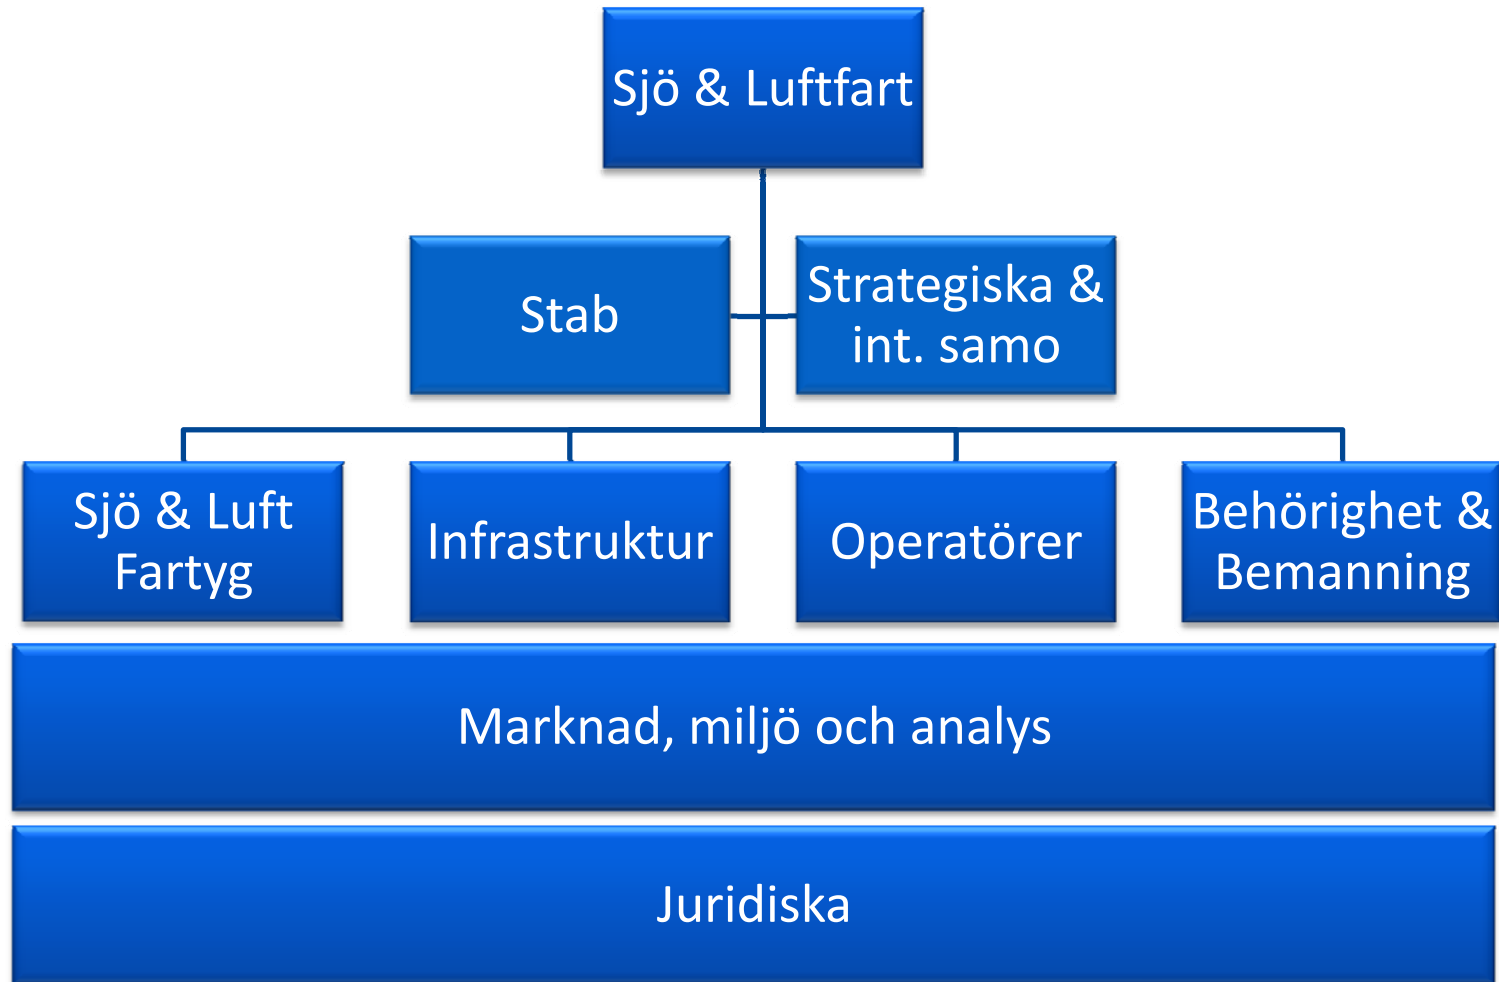 Sjö & Luftfart
Stab
Strategiska &
int. samo
Sjö & Luft
Fartyg
Infrastruktur
Operatörer
Behörighet &
Bemanning
Marknad, miljö och analys
Juridiska